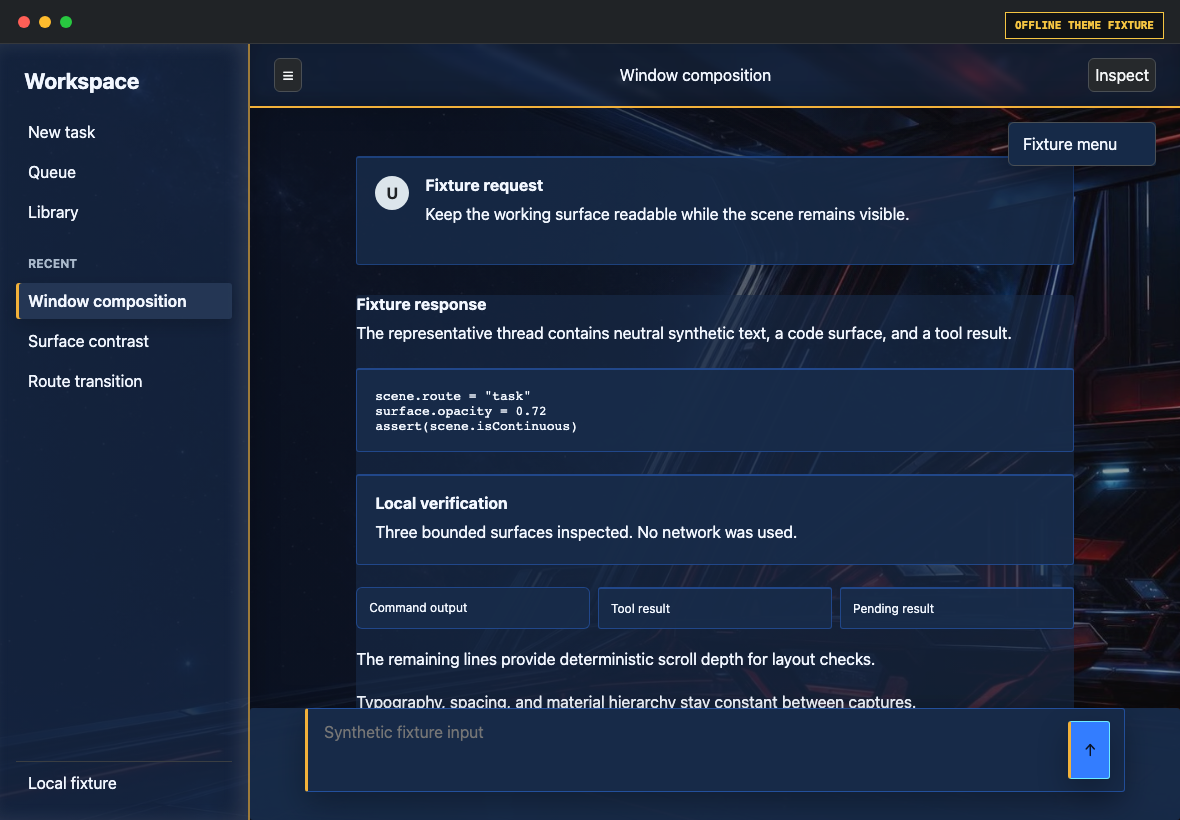 OFFLINE THEME FIXTURE
Workspace
New task
Queue
Library
RECENT
Window composition
Surface contrast
Route transition
Local fixture
Window composition
Inspect
Fixture menu
U
Fixture request
Keep the working surface readable while the scene remains visible.
Fixture response
The representative thread contains neutral synthetic text, a code surface, and a tool result.
scene.route = "task"
surface.opacity = 0.72
assert(scene.isContinuous)
Local verification
Three bounded surfaces inspected. No network was used.
Command output
Tool result
Pending result
The remaining lines provide deterministic scroll depth for layout checks.
Typography, spacing, and material hierarchy stay constant between captures.
Synthetic fixture input